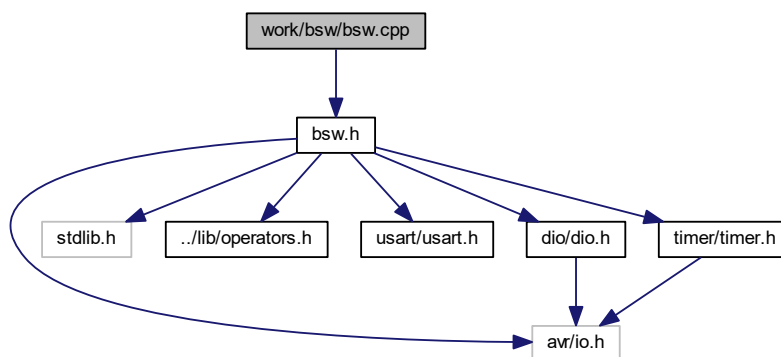 work/bsw/bsw.cpp
bsw.h
stdlib.h
../lib/operators.h
usart/usart.h
dio/dio.h
timer/timer.h
avr/io.h